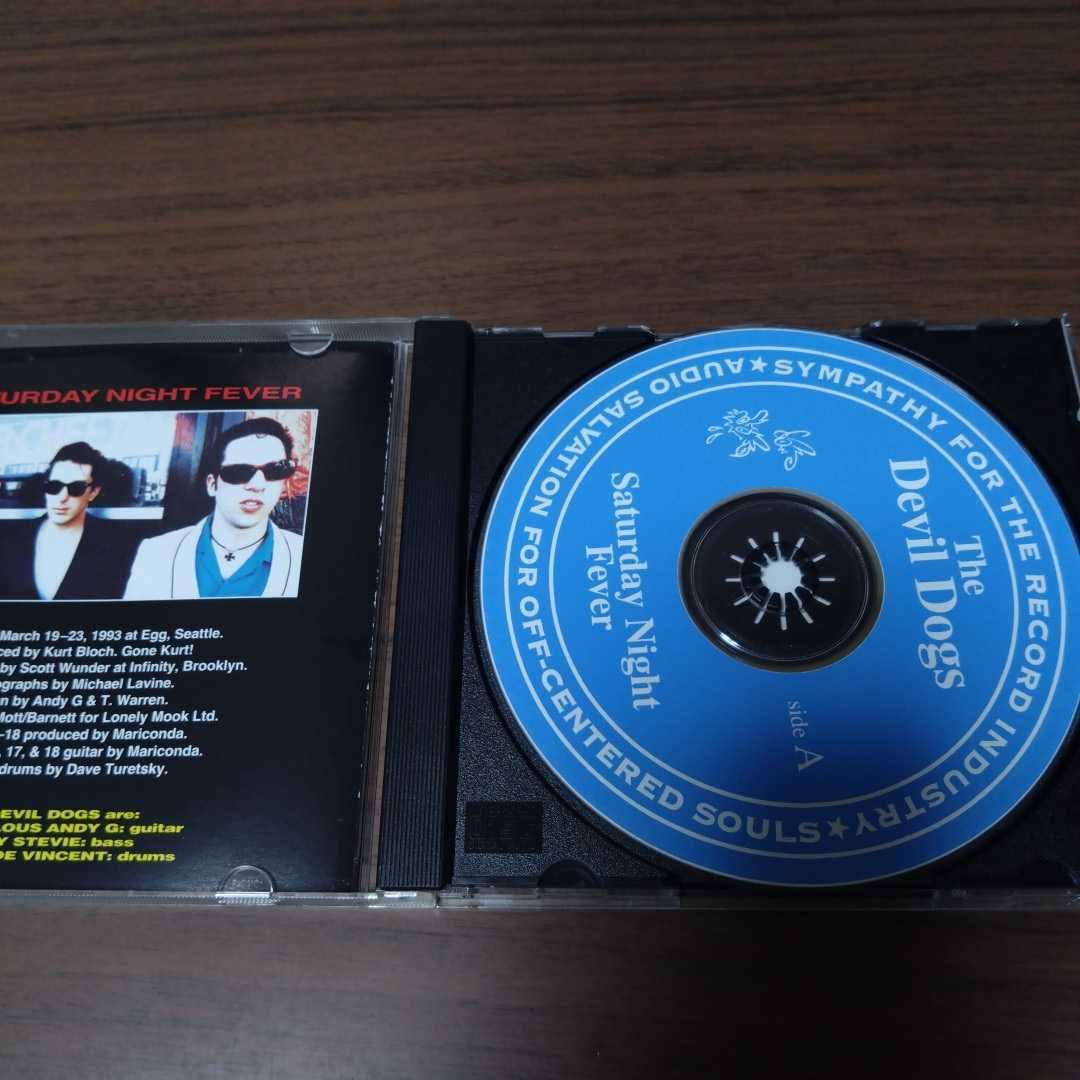 URDAY NIGHT FEVER
March 19–23, 1993 at Egg, Seattle.
ced by Kurt Bloch. Gone Kurt!
by Scott Wunder at Infinity, Brooklyn.
ographs by Michael Lavine.
n by Andy G & T. Warren.
Mott/Barnett for Lonely Mook Ltd.
–18 produced by Mariconda.
, 17, & 18 guitar by Mariconda.
drums by Dave Turetsky.
EVIL DOGS are:
LOUS ANDY G: guitar
Y STEVIE: bass
DE VINCENT: drums
★SYMPATHY FOR THE RECORD INDUSTRY★
AUDIO SALVATION FOR OFF-CENTERED SOULS
The
Devil Dogs
Saturday Night
Fever
side A